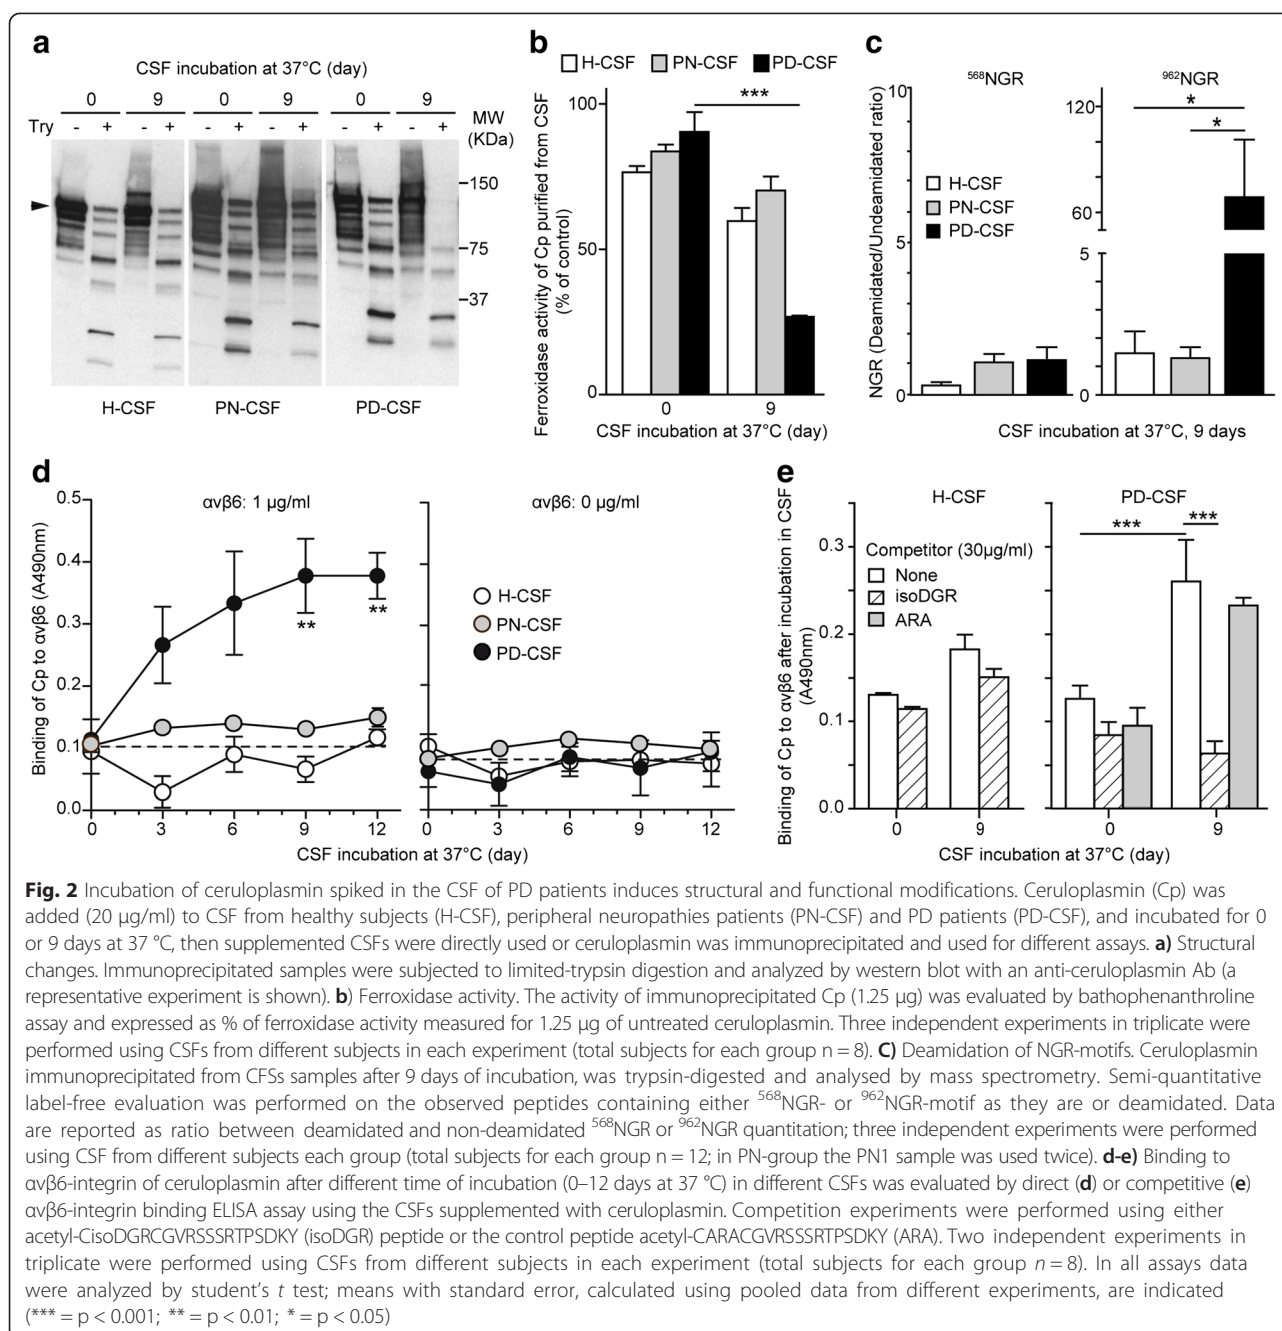 a
CSF incubation at 37°C (day)
0 9 0 9 0 9
Try - + - + - + - + - + - +
MW
(KDa)
150
75
37
H-CSF PN-CSF PD-CSF
b
H-CSF PN-CSF PD-CSF
Ferroxidase activity of Cp purified from CSF
(% of control)
100
50
0
***
0 9
CSF incubation at 37°C (day)
c
NGR (Deamidated/Undeamidated ratio)
⁵⁶⁸NGR
10
5
0
H-CSF
PN-CSF
PD-CSF
⁹⁶²NGR
120
60
5
0
*
*
CSF incubation at 37°C, 9 days
d
Binding of Cp to αvβ6 (A490nm)
αvβ6: 1 µg/ml
0.5
0.4
0.3
0.2
0.1
0.0
**
**
0 3 6 9 12
αvβ6: 0 µg/ml
H-CSF
PN-CSF
PD-CSF
0 3 6 9 12
CSF incubation at 37°C (day)
e
Binding of Cp to αvβ6 after incubation in CSF
(A490nm)
H-CSF
0.3
0.2
0.1
0.0
Competitor (30µg/ml)
None
isoDGR
ARA
0 9
PD-CSF
***
***
0 9
CSF incubation at 37°C (day)
Fig. 2 Incubation of ceruloplasmin spiked in the CSF of PD patients induces structural and functional modifications. Ceruloplasmin (Cp) was
added (20 µg/ml) to CSF from healthy subjects (H-CSF), peripheral neuropathies patients (PN-CSF) and PD patients (PD-CSF), and incubated for 0
or 9 days at 37 °C, then supplemented CSFs were directly used or ceruloplasmin was immunoprecipitated and used for different assays. a) Structural
changes. Immunoprecipitated samples were subjected to limited-trypsin digestion and analyzed by western blot with an anti-ceruloplasmin Ab (a
representative experiment is shown). b) Ferroxidase activity. The activity of immunoprecipitated Cp (1.25 µg) was evaluated by bathophenanthroline
assay and expressed as % of ferroxidase activity measured for 1.25 µg of untreated ceruloplasmin. Three independent experiments in triplicate were
performed using CSFs from different subjects in each experiment (total subjects for each group n = 8). C) Deamidation of NGR-motifs. Ceruloplasmin
immunoprecipitated from CFSs samples after 9 days of incubation, was trypsin-digested and analysed by mass spectrometry. Semi-quantitative
label-free evaluation was performed on the observed peptides containing either ⁵⁶⁸NGR- or ⁹⁶²NGR-motif as they are or deamidated. Data
are reported as ratio between deamidated and non-deamidated ⁵⁶⁸NGR or ⁹⁶²NGR quantitation; three independent experiments were performed
using CSF from different subjects each group (total subjects for each group n = 12; in PN-group the PN1 sample was used twice). d-e) Binding to
αvβ6-integrin of ceruloplasmin after different time of incubation (0–12 days at 37 °C) in different CSFs was evaluated by direct (d) or competitive (e)
αvβ6-integrin binding ELISA assay using the CSFs supplemented with ceruloplasmin. Competition experiments were performed using either
acetyl-CisoDGRCGVRSSSRTPSDKY (isoDGR) peptide or the control peptide acetyl-CARACGVRSSSRTPSDKY (ARA). Two independent experiments in
triplicate were performed using CSFs from different subjects in each experiment (total subjects for each group n = 8). In all assays data
were analyzed by student's t test; means with standard error, calculated using pooled data from different experiments, are indicated
(*** = p < 0.001; ** = p < 0.01; * = p < 0.05)